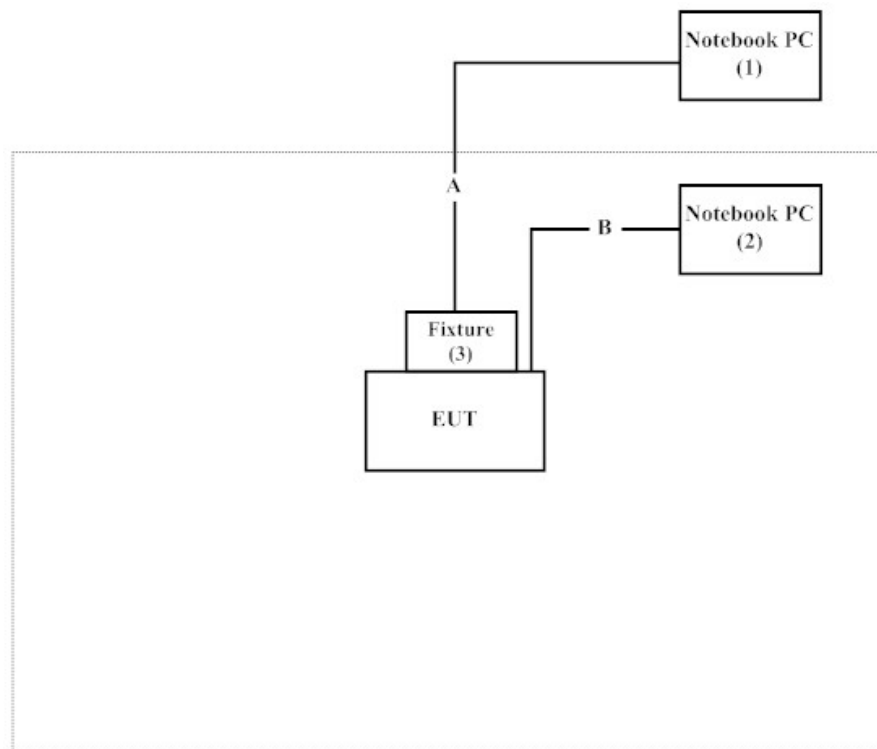 Notebook PC
(1)
A
Notebook PC
(2)
B
Fixture
(3)
EUT